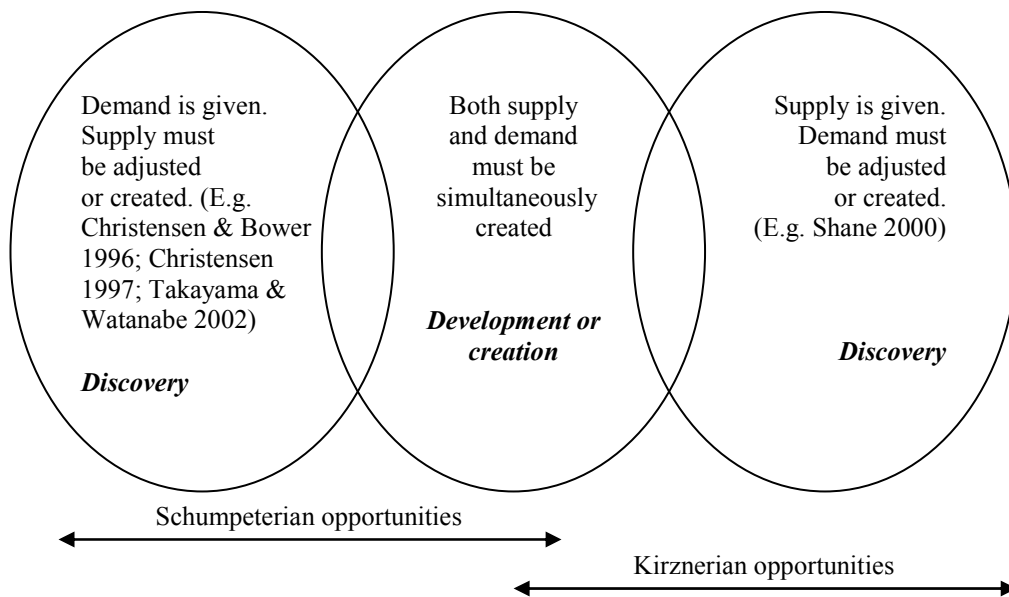 Demand is given.
Supply must
be adjusted
or created. (E.g.
Christensen & Bower
1996; Christensen
1997; Takayama &
Watanabe 2002)
Discovery
Both supply
and demand
must be
simultaneously
created
Development or
creation
Supply is given.
Demand must
be adjusted
or created.
(E.g. Shane 2000)
Discovery
Schumpeterian opportunities
Kirznerian opportunities